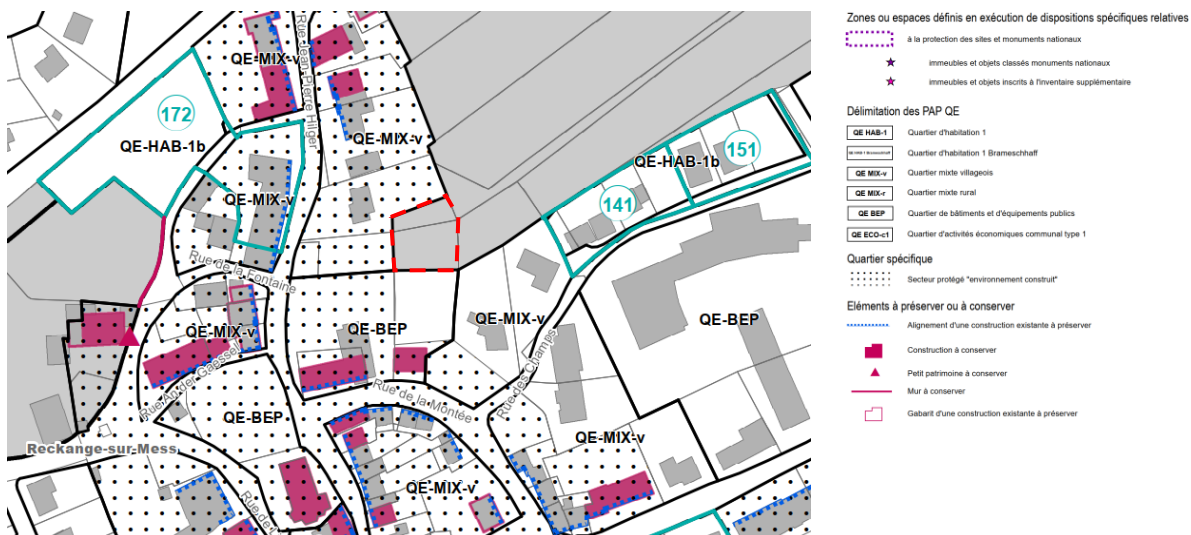 QE-MIX-v
Rue Jean-Pierre Hilger
172
QE-HAB-1b
QE-MIX-v
QE-MIX-v
QE-HAB-1b
151
141
Rue de la Fontaine
QE-MIX-v
QE-BEP
QE-MIX-v
QE-BEP
Rue An der Gaessel
Rue des Champs
Rue de la Montée
QE-BEP
Reckange-sur-Mess
QE-MIX-v
QE-MIX-v
Rue de
Zones ou espaces définis en exécution de dispositions spécifiques relatives
à la protection des sites et monuments nationaux
immeubles et objets classés monuments nationaux
immeubles et objets inscrits à l'inventaire supplémentaire
Délimitation des PAP QE
QE HAB-1 Quartier d'habitation 1
QE HAB-1 Brameschhaff Quartier d'habitation 1 Brameschhaff
QE MIX-v Quartier mixte villageois
QE MIX-r Quartier mixte rural
QE BEP Quartier de bâtiments et d'équipements publics
QE ECO-c1 Quartier d'activités économiques communal type 1
Quartier spécifique
Secteur protégé "environnement construit"
Eléments à préserver ou à conserver
Alignement d'une construction existante à préserver
Construction à conserver
Petit patrimoine à conserver
Mur à conserver
Gabarit d'une construction existante à préserver